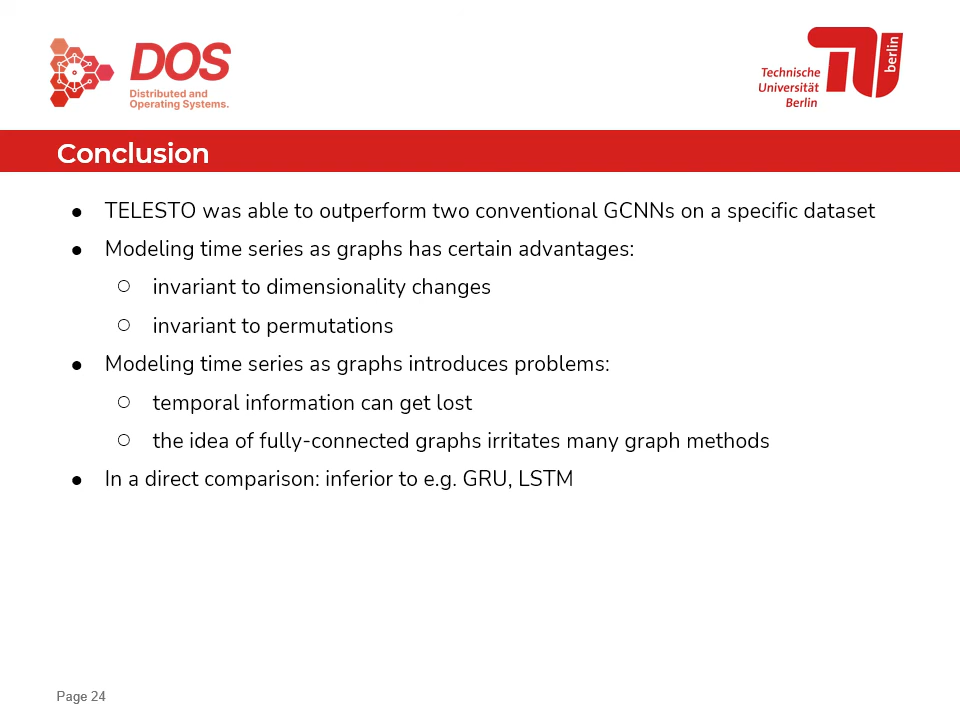 DOS
Distributed and
Operating Systems.
Technische
Universität
Berlin
berlin
Conclusion
● TELESTO was able to outperform two conventional GCNNs on a specific dataset
● Modeling time series as graphs has certain advantages:
○ invariant to dimensionality changes
○ invariant to permutations
● Modeling time series as graphs introduces problems:
○ temporal information can get lost
○ the idea of fully-connected graphs irritates many graph methods
● In a direct comparison: inferior to e.g. GRU, LSTM
Page 24